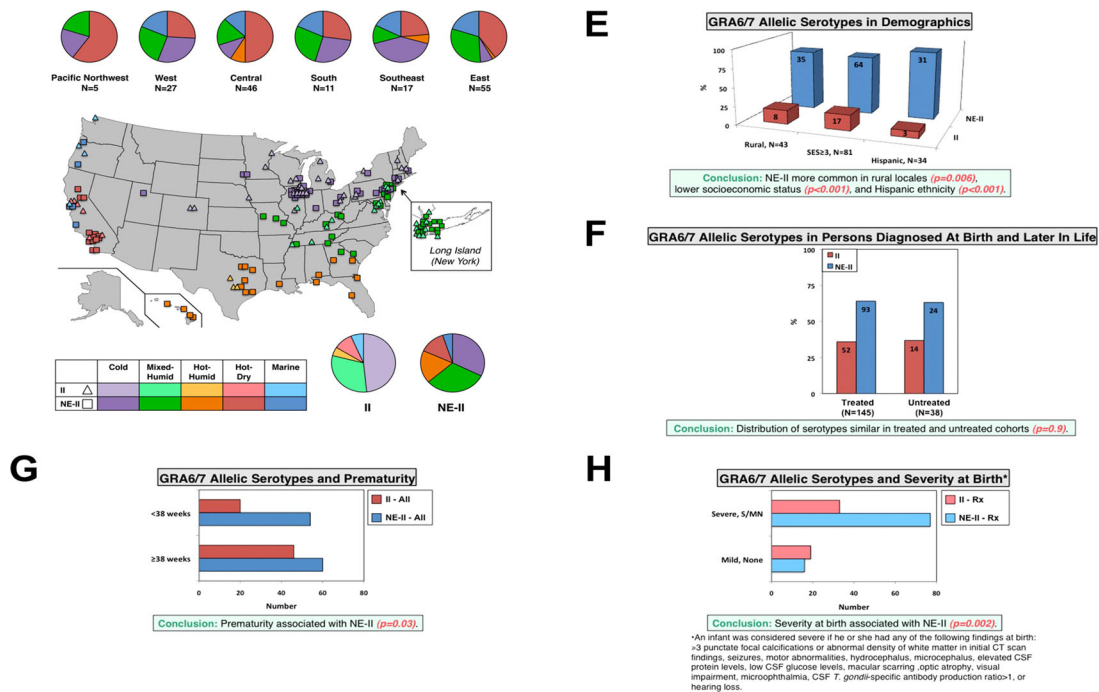 Pacific Northwest
N=5
West
N=27
Central
N=46
South
N=11
Southeast
N=17
East
N=55
Long Island
(New York)
Cold
Mixed-
Humid
Hot-
Humid
Hot-
Dry
Marine
II
NE-II
II
NE-II
E
GRA6/7 Allelic Serotypes in Demographics
100
75
50
25
0
%
35
64
31
8
17
3
NE-II
II
Rural, N=43
SES≥3, N=81
Hispanic, N=34
Conclusion: NE-II more common in rural locales (p=0.006),
lower socioeconomic status (p<0.001), and Hispanic ethnicity (p<0.001).
F
GRA6/7 Allelic Serotypes in Persons Diagnosed At Birth and Later In Life
II
NE-II
100
75
50
25
0
%
52
93
14
24
Treated
(N=145)
Untreated
(N=38)
Conclusion: Distribution of serotypes similar in treated and untreated cohorts (p=0.9).
G
GRA6/7 Allelic Serotypes and Prematurity
II - All
NE-II - All
<38 weeks
≥38 weeks
0 20 40 60 80
Number
Conclusion: Prematurity associated with NE-II (p=0.03).
H
GRA6/7 Allelic Serotypes and Severity at Birth*
II - Rx
NE-II - Rx
Severe, S/MN
Mild, None
0 20 40 60 80
Number
Conclusion: Severity at birth associated with NE-II (p=0.002).
•An infant was considered severe if he or she had any of the following findings at birth:
»3 punctate focal calcifications or abnormal density of white matter in initial CT scan
findings, seizures, motor abnormalities, hydrocephalus, microcephalus, elevated CSF
protein levels, low CSF glucose levels, macular scarring ,optic atrophy, visual
impairment, microophthalmia, CSF T. gondii-specific antibody production ratio>1, or
hearing loss.